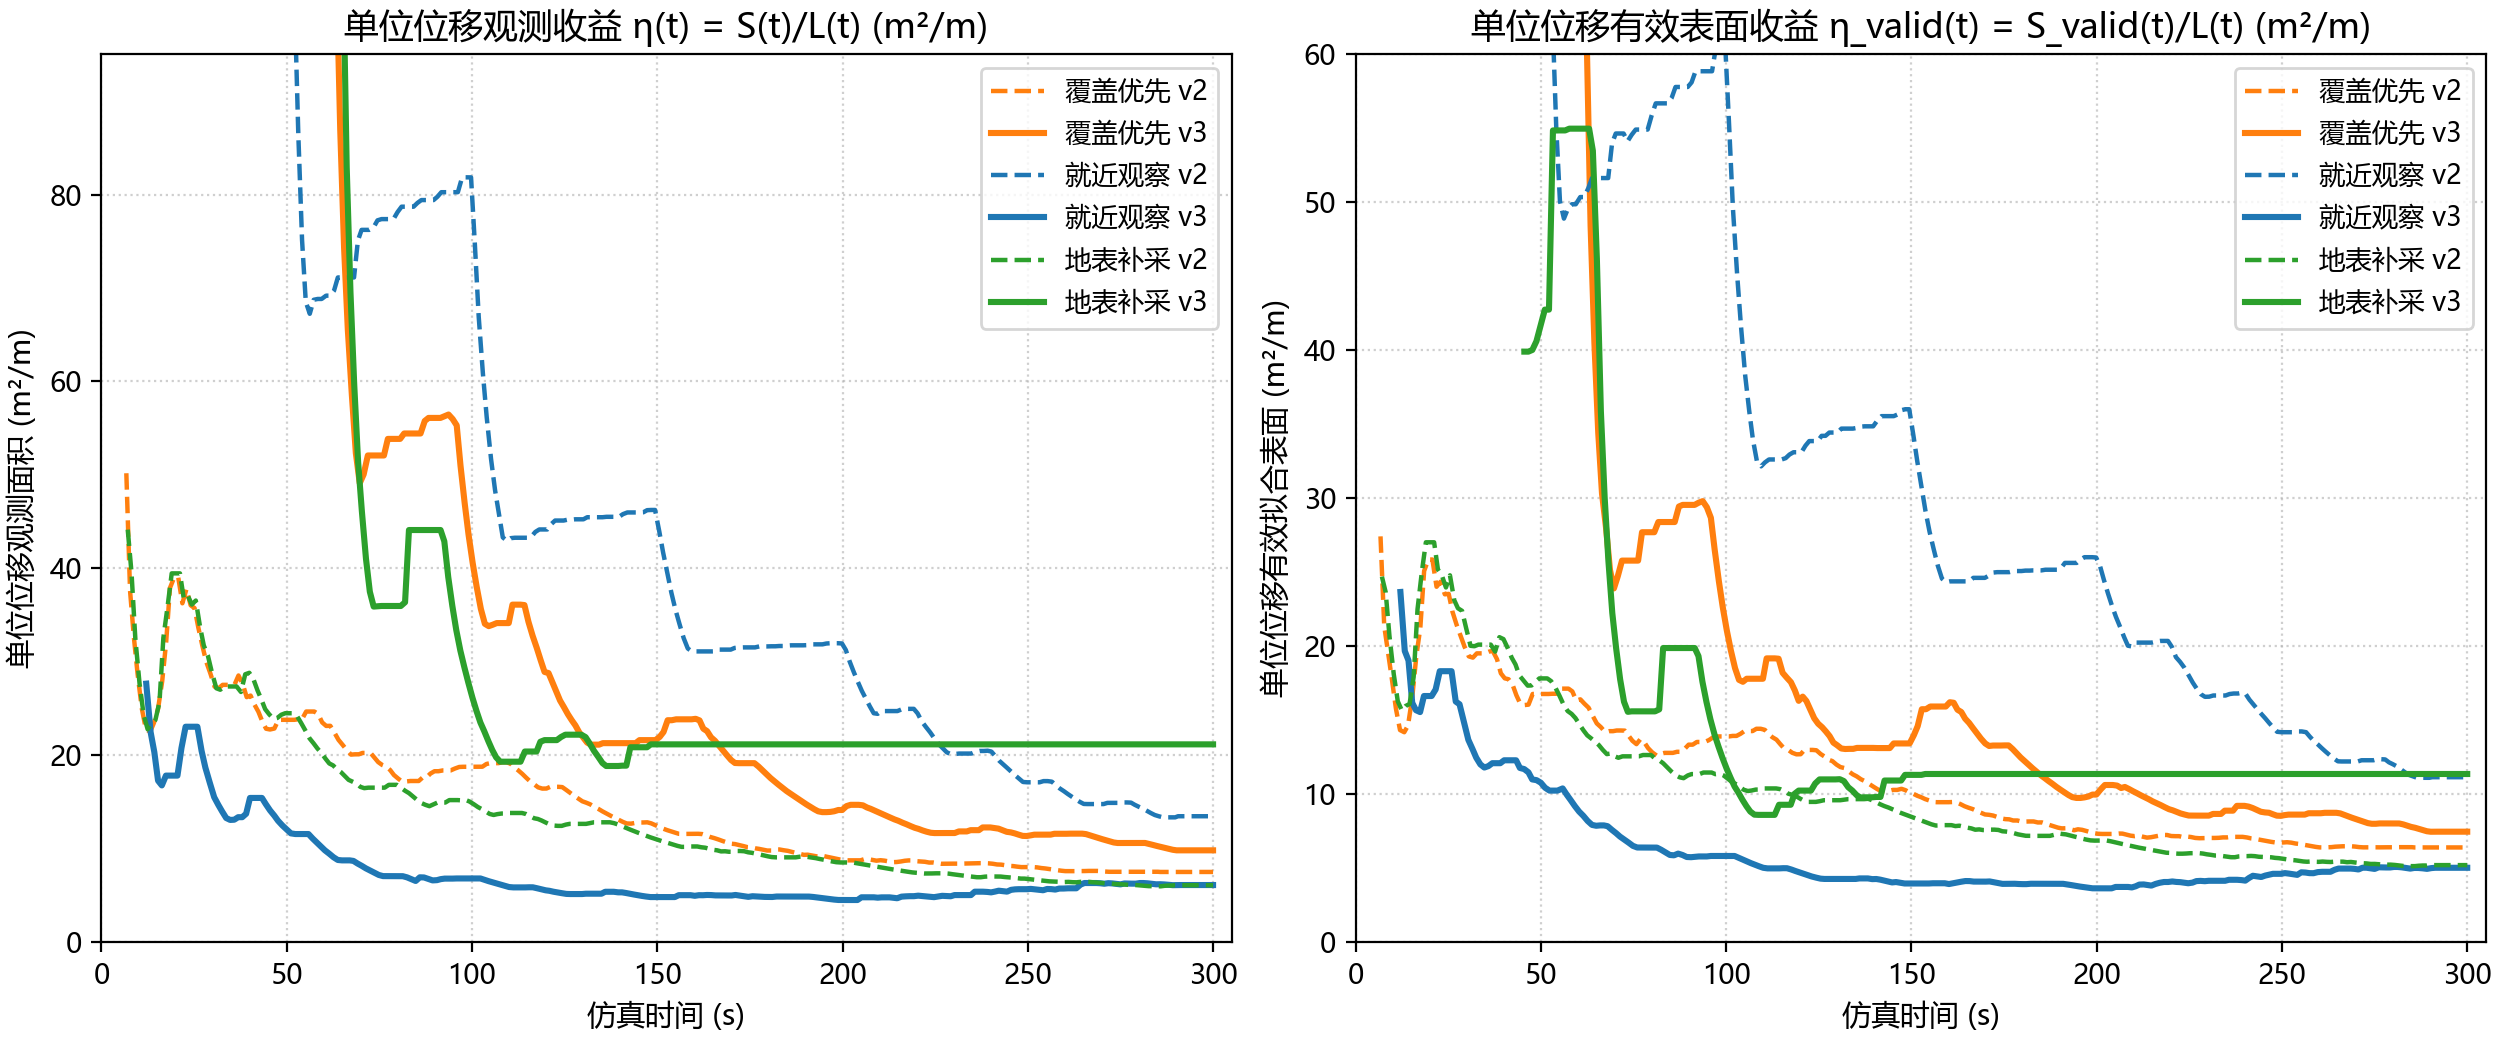 单位位移观测收益 η(t) = S(t)/L(t) (m²/m)
单位位移观测面积 (m²/m)
80
60
40
20
0
0 50 100 150 200 250 300
仿真时间 (s)
覆盖优先 v2
覆盖优先 v3
就近观察 v2
就近观察 v3
地表补采 v2
地表补采 v3
单位位移有效表面收益 η_valid(t) = S_valid(t)/L(t) (m²/m)
单位位移有效拟合表面 (m²/m)
60
50
40
30
20
10
0
0 50 100 150 200 250 300
仿真时间 (s)
覆盖优先 v2
覆盖优先 v3
就近观察 v2
就近观察 v3
地表补采 v2
地表补采 v3